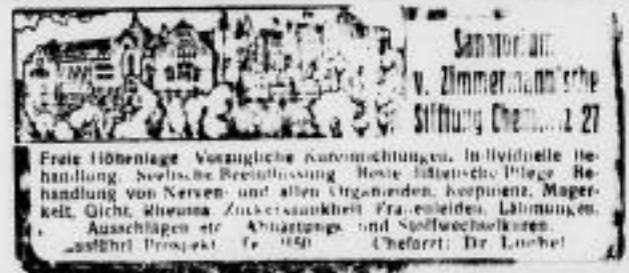 Sanatorium
v. Zimmermann'sche
Stiftung Chemnitz 27
Freie Höhenlage Vorzügliche Kureinrichtungen. Individuelle Be-
handlung. Seelische Beeinflussung Beste Diätetische Pflege Be-
handlung von Nerven- und allen Organleiden, Korpulenz, Mager-
keit, Gicht, Rheuma, Zuckerkrankheit Frauenleiden, Lähmungen,
Ausschlägen etc Abhärtungs- und Stoffwechselkuren.
Prospekt Chefarzt: Dr Loebel